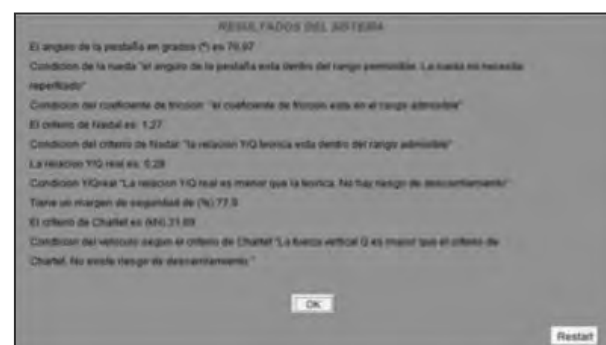 RESULTADOS DEL SISTEMA
El angulo de la pestaña en grados (º) es 70,97
Condicion de la rueda "el angulo de la pestaña esta dentro del rango permisible. La rueda no necesita
reperfilado"
Condicion del coeficiente de friccion "el coeficiente de friccion esta en el rango admisible"
El criterio de Nadal es: 1,27
Condicion del criterio de Nadal "la relacion Y/Q teorica esta dentro del rango admisible"
La relacion Y/Q real es: 0,28
Condicion Y/Qreal "La relacion Y/Q real es menor que la teorica. No hay riesgo de descarrilamiento"
Tiene un margen de seguridad de (%)
El criterio de Chartet es (kN)
Condicion del vehiculo segun el criterio de Chartet "La fuerza vertical Q es mayor que el criterio de
Chartet. No existe riesgo de descarrilamiento."
OK
Restart